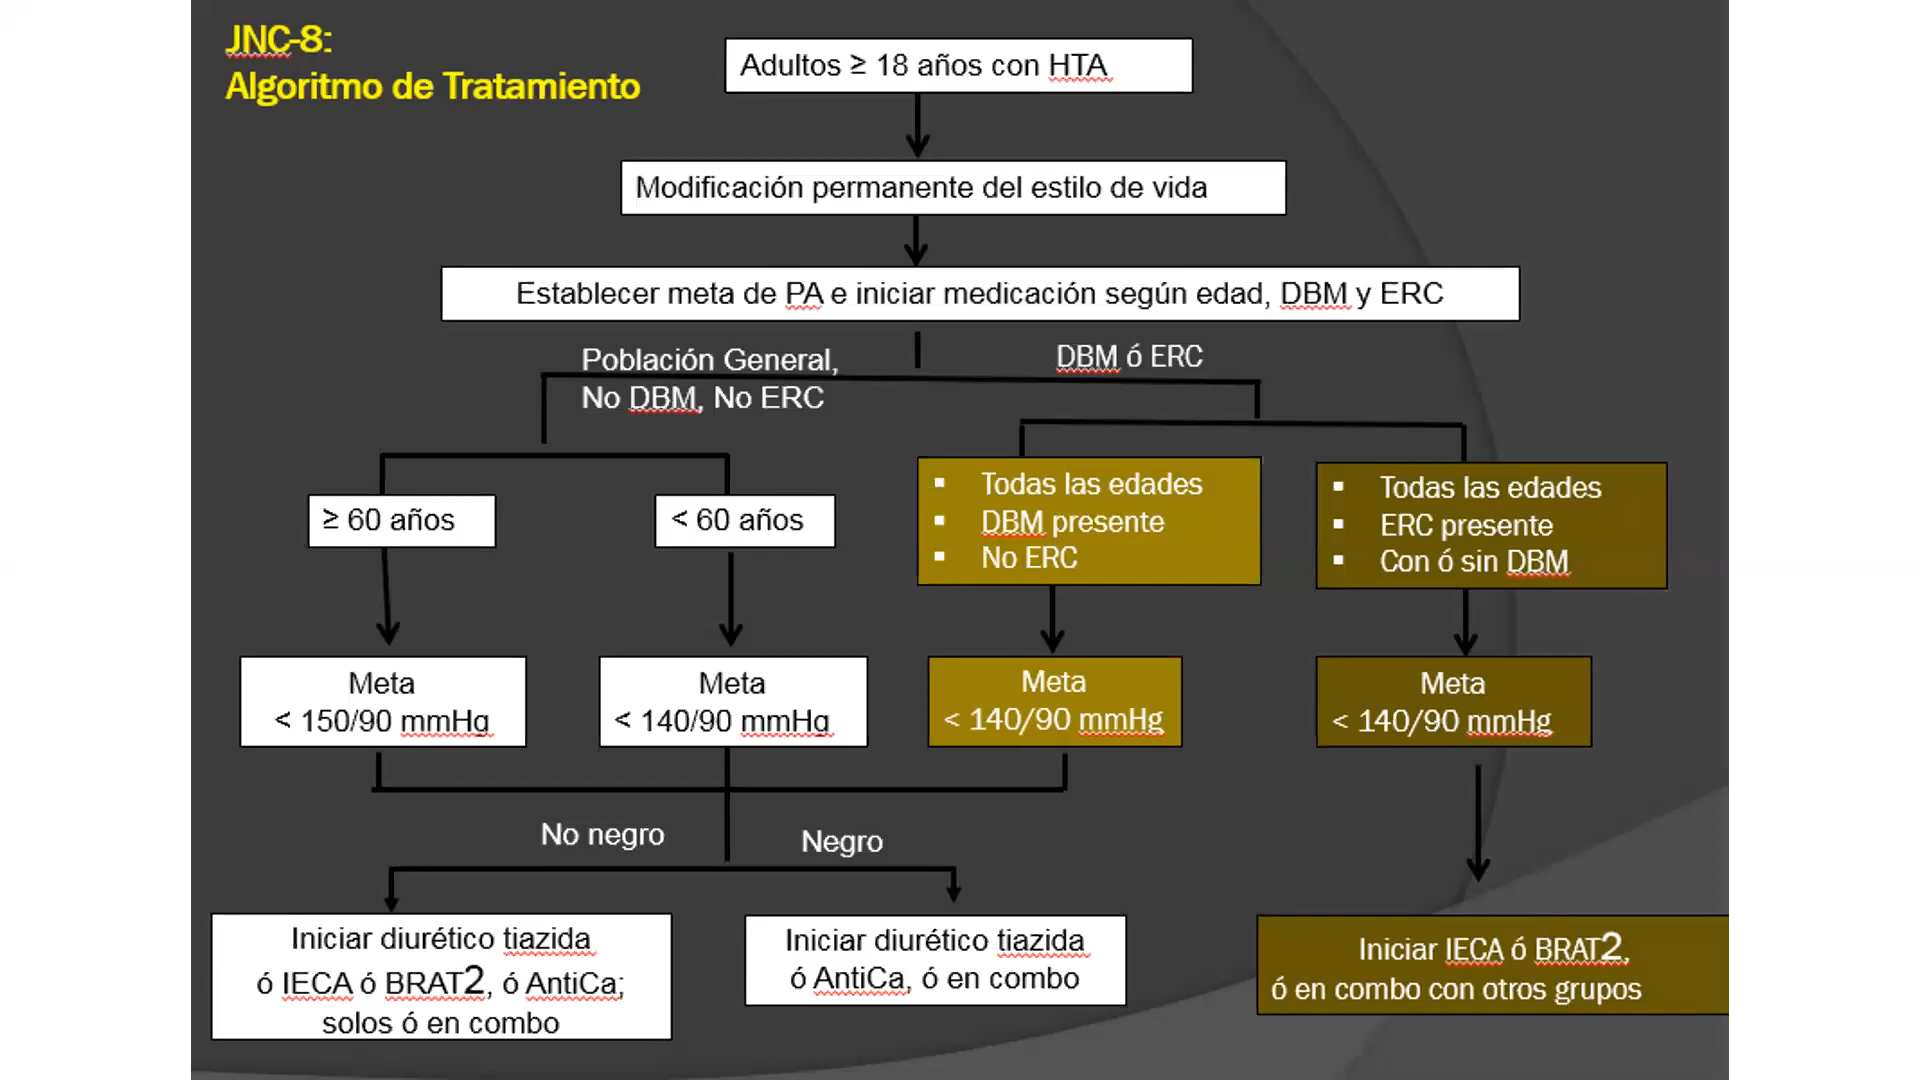 JNC-8:
Algoritmo de Tratamiento
Adultos ≥ 18 años con HTA
Modificación permanente del estilo de vida
Establecer meta de PA e iniciar medicación según edad, DBM y ERC
Población General,
No DBM, No ERC
DBM ó ERC
≥ 60 años
< 60 años
▪ Todas las edades
▪ DBM presente
▪ No ERC
▪ Todas las edades
▪ ERC presente
▪ Con ó sin DBM
Meta
< 150/90 mmHg
Meta
< 140/90 mmHg
Meta
< 140/90 mmHg
Meta
< 140/90 mmHg
No negro
Negro
Iniciar diurético tiazida
ó IECA ó BRAT2, ó AntiCa;
solos ó en combo
Iniciar diurético tiazida
ó AntiCa, ó en combo
Iniciar IECA ó BRAT2,
ó en combo con otros grupos